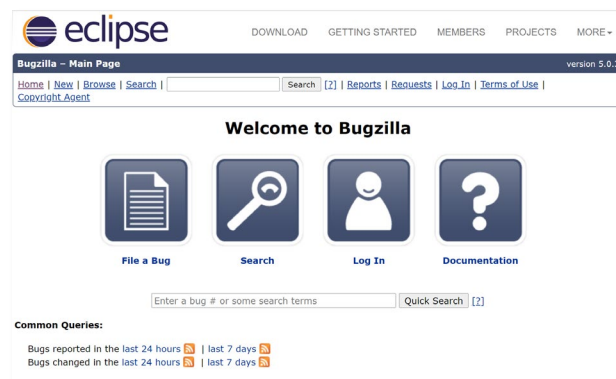 eclipse
DOWNLOAD GETTING STARTED MEMBERS PROJECTS MORE
Bugzilla – Main Page version 5.0.
Home | New | Browse | Search | Search [?] | Reports | Requests | Log In | Terms of Use |
Copyright Agent
Welcome to Bugzilla
File a Bug Search Log In Documentation
Enter a bug # or some search terms Quick Search [?]
Common Queries:
Bugs reported in the last 24 hours | last 7 days
Bugs changed in the last 24 hours | last 7 days